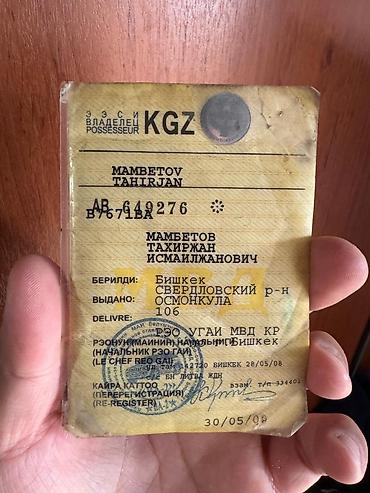 ЭЭСИ
ВЛАДЕЛЕЦ
POSSESSEUR
KGZ
MAMBETOV
TAHIRJAN
АВ 649276
B7671BA
МАМБЕТОВ
ТАХИРЖАН
ИСМАИЛЖАНОВИЧ
БЕРИЛДИ: Бишкек
СВЕРДЛОВСКИЙ р-н
ВЫДАНО: ОСМОНКУЛА
DELIVRE: 106
РЭО УГАИ МВД КР
РЭОНУН (МАИНИН) НАЧАЛЬНИГИ Бишкек
(НАЧАЛЬНИК РЭО ГАИ)
(LE CHEF REO GAI)
БИШКЕК 28/05/08
КАЙРА КАТТОО
(ПЕРЕРЕГИСТРАЦИЯ)
(RE-REGISTER)
взам. т/п
30/05/08